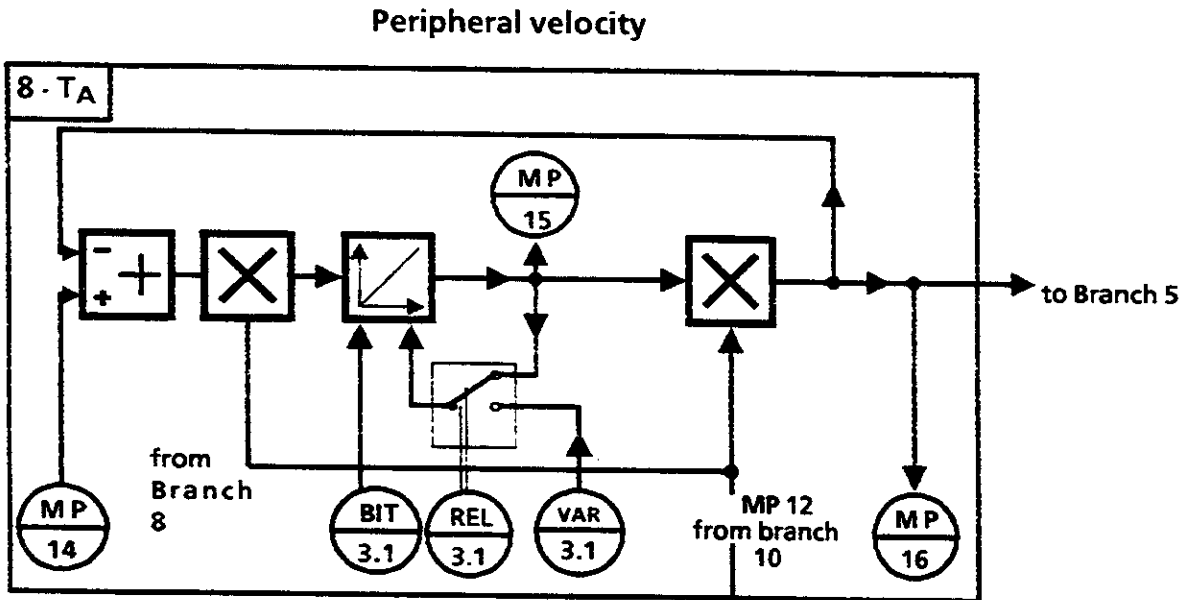 Peripheral velocity
8 - TA
MP
15
-
+
+
to Branch 5
from
Branch
8
MP
14
BIT
3.1
REL
3.1
VAR
3.1
MP 12
from branch
10
MP
16